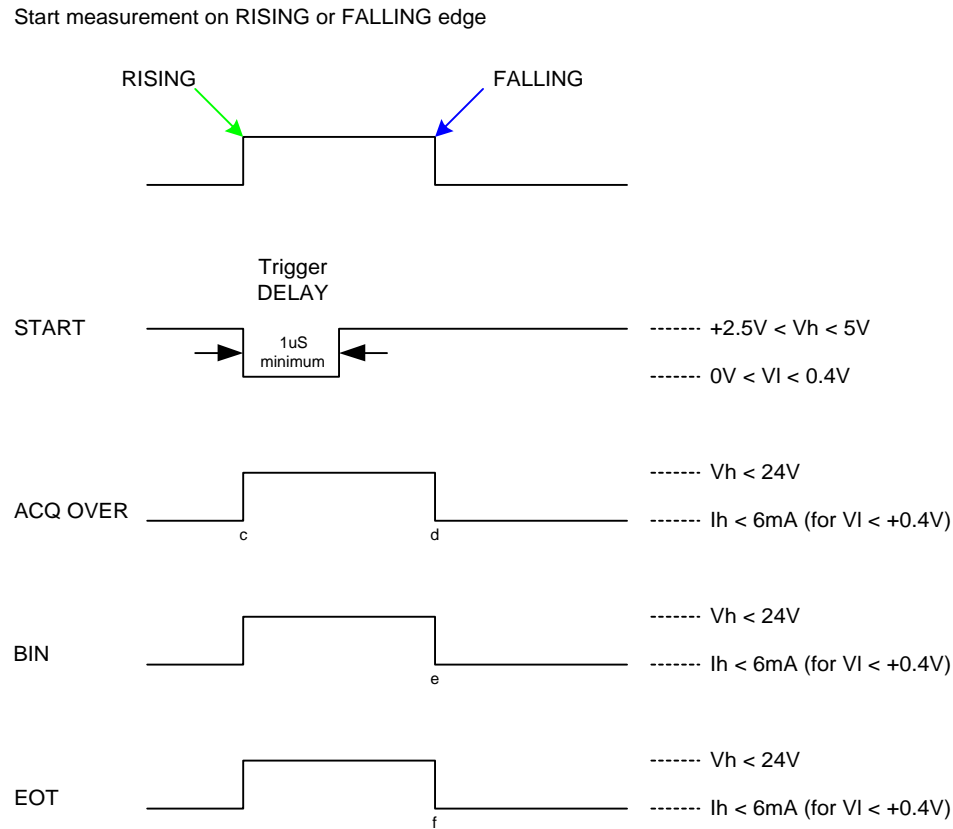 Start measurement on RISING or FALLING edge
RISING
FALLING
Trigger
DELAY
START
1uS
minimum
+2.5V < Vh < 5V
0V < Vl < 0.4V
ACQ OVER
c
d
Vh < 24V
Ih < 6mA (for Vl < +0.4V)
BIN
e
Vh < 24V
Ih < 6mA (for Vl < +0.4V)
EOT
f
Vh < 24V
Ih < 6mA (for Vl < +0.4V)